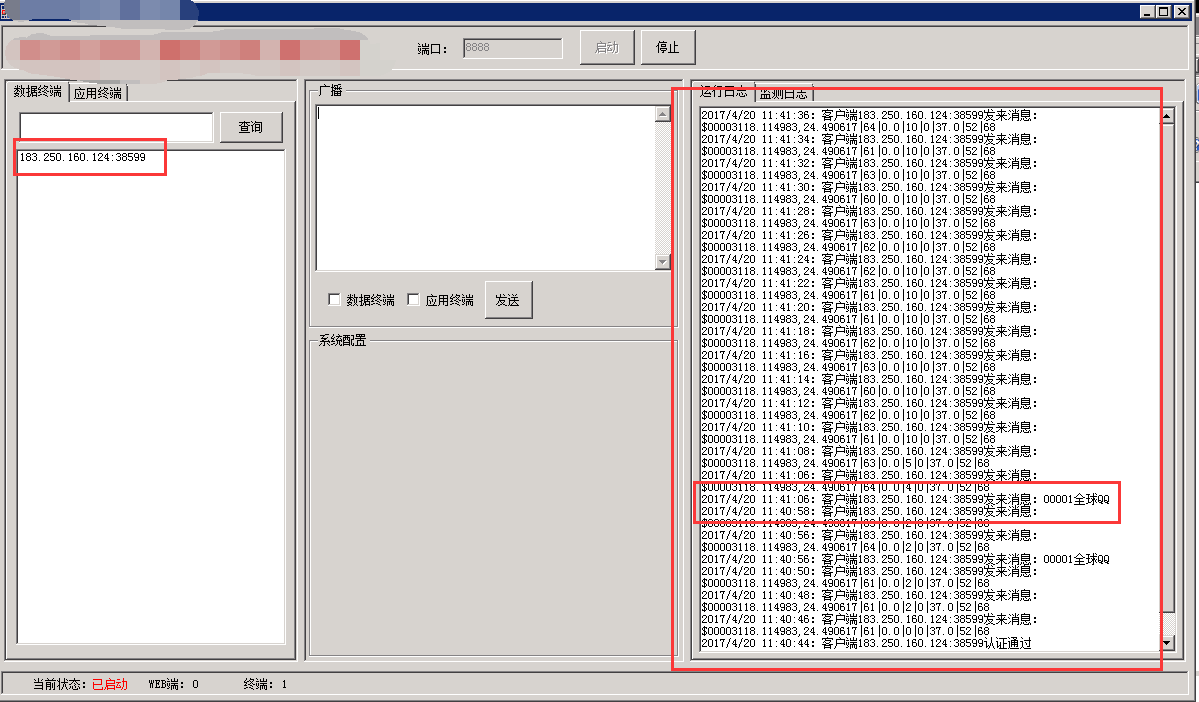 端口: 8888 启动 停止
数据终端 应用终端
查询
183.250.160.124:38599
广播
数据终端 应用终端 发送
系统配置
运行日志 监测日志
2017/4/20 11:41:36: 客户端183.250.160.124:38599发来消息:
$00003118.114983,24.490617|64|0.0|10|0|37.0|52|68
2017/4/20 11:41:34: 客户端183.250.160.124:38599发来消息:
$00003118.114983,24.490617|61|0.0|10|0|37.0|52|68
2017/4/20 11:41:32: 客户端183.250.160.124:38599发来消息:
$00003118.114983,24.490617|63|0.0|10|0|37.0|52|68
2017/4/20 11:41:30: 客户端183.250.160.124:38599发来消息:
$00003118.114983,24.490617|60|0.0|10|0|37.0|52|68
2017/4/20 11:41:28: 客户端183.250.160.124:38599发来消息:
$00003118.114983,24.490617|63|0.0|10|0|37.0|52|68
2017/4/20 11:41:26: 客户端183.250.160.124:38599发来消息:
$00003118.114983,24.490617|62|0.0|10|0|37.0|52|68
2017/4/20 11:41:24: 客户端183.250.160.124:38599发来消息:
$00003118.114983,24.490617|62|0.0|10|0|37.0|52|68
2017/4/20 11:41:22: 客户端183.250.160.124:38599发来消息:
$00003118.114983,24.490617|61|0.0|10|0|37.0|52|68
2017/4/20 11:41:20: 客户端183.250.160.124:38599发来消息:
$00003118.114983,24.490617|61|0.0|10|0|37.0|52|68
2017/4/20 11:41:18: 客户端183.250.160.124:38599发来消息:
$00003118.114983,24.490617|62|0.0|10|0|37.0|52|68
2017/4/20 11:41:16: 客户端183.250.160.124:38599发来消息:
$00003118.114983,24.490617|63|0.0|10|0|37.0|52|68
2017/4/20 11:41:14: 客户端183.250.160.124:38599发来消息:
$00003118.114983,24.490617|60|0.0|10|0|37.0|52|68
2017/4/20 11:41:12: 客户端183.250.160.124:38599发来消息:
$00003118.114983,24.490617|62|0.0|10|0|37.0|52|68
2017/4/20 11:41:10: 客户端183.250.160.124:38599发来消息:
$00003118.114983,24.490617|61|0.0|10|0|37.0|52|68
2017/4/20 11:41:08: 客户端183.250.160.124:38599发来消息:
$00003118.114983,24.490617|63|0.0|5|0|37.0|52|68
2017/4/20 11:41:06: 客户端183.250.160.124:38599发来消息:
$00003118.114983,24.490617|64|0.0|4|0|37.0|52|68
2017/4/20 11:41:06: 客户端183.250.160.124:38599发来消息: 00001全球QQ
2017/4/20 11:40:58: 客户端183.250.160.124:38599发来消息:
2017/4/20 11:40:56: 客户端183.250.160.124:38599发来消息:
$00003118.114983,24.490617|64|0.0|2|0|37.0|52|68
2017/4/20 11:40:56: 客户端183.250.160.124:38599发来消息: 00001全球QQ
2017/4/20 11:40:50: 客户端183.250.160.124:38599发来消息:
$00003118.114983,24.490617|61|0.0|2|0|37.0|52|68
2017/4/20 11:40:48: 客户端183.250.160.124:38599发来消息:
$00003118.114983,24.490617|61|0.0|2|0|37.0|52|68
2017/4/20 11:40:46: 客户端183.250.160.124:38599发来消息:
$00003118.114983,24.490617|61|0.0|0|0|37.0|52|68
2017/4/20 11:40:44: 客户端183.250.160.124:38599认证通过
当前状态: 已启动 WEB端: 0 终端: 1